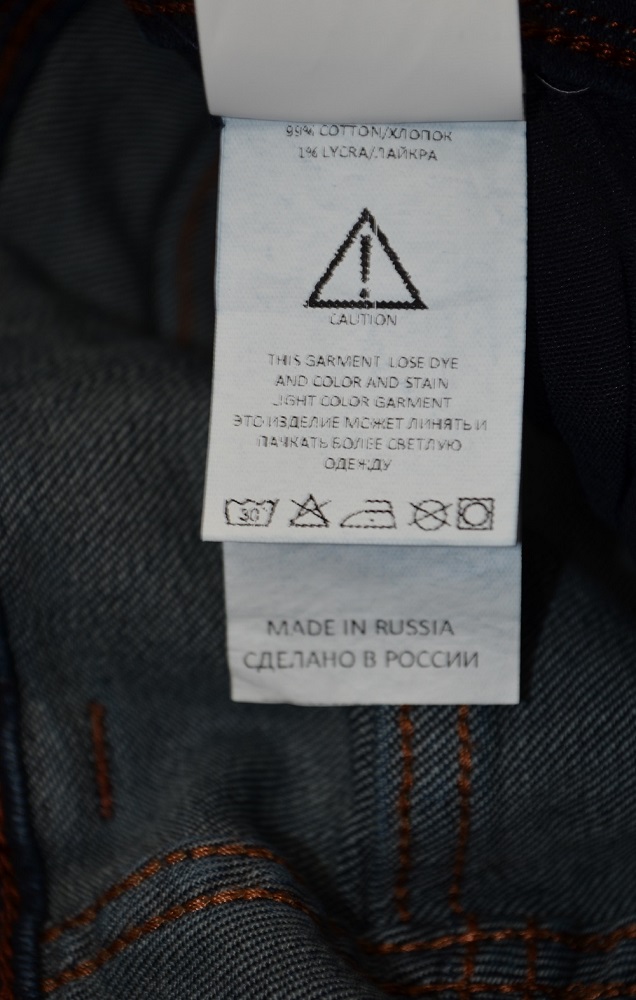 99% COTTON/ХЛОПОК
1% LYCRA/ЛАЙКРА
CAUTION
THIS GARMENT LOSE DYE
AND COLOR AND STAIN
LIGHT COLOR GARMENT
ЭТО ИЗДЕЛИЕ МОЖЕТ ЛИНЯТЬ И
ПАЧКАТЬ БОЛЕЕ СВЕТЛУЮ
ОДЕЖДУ
30
MADE IN RUSSIA
СДЕЛАНО В РОССИИ